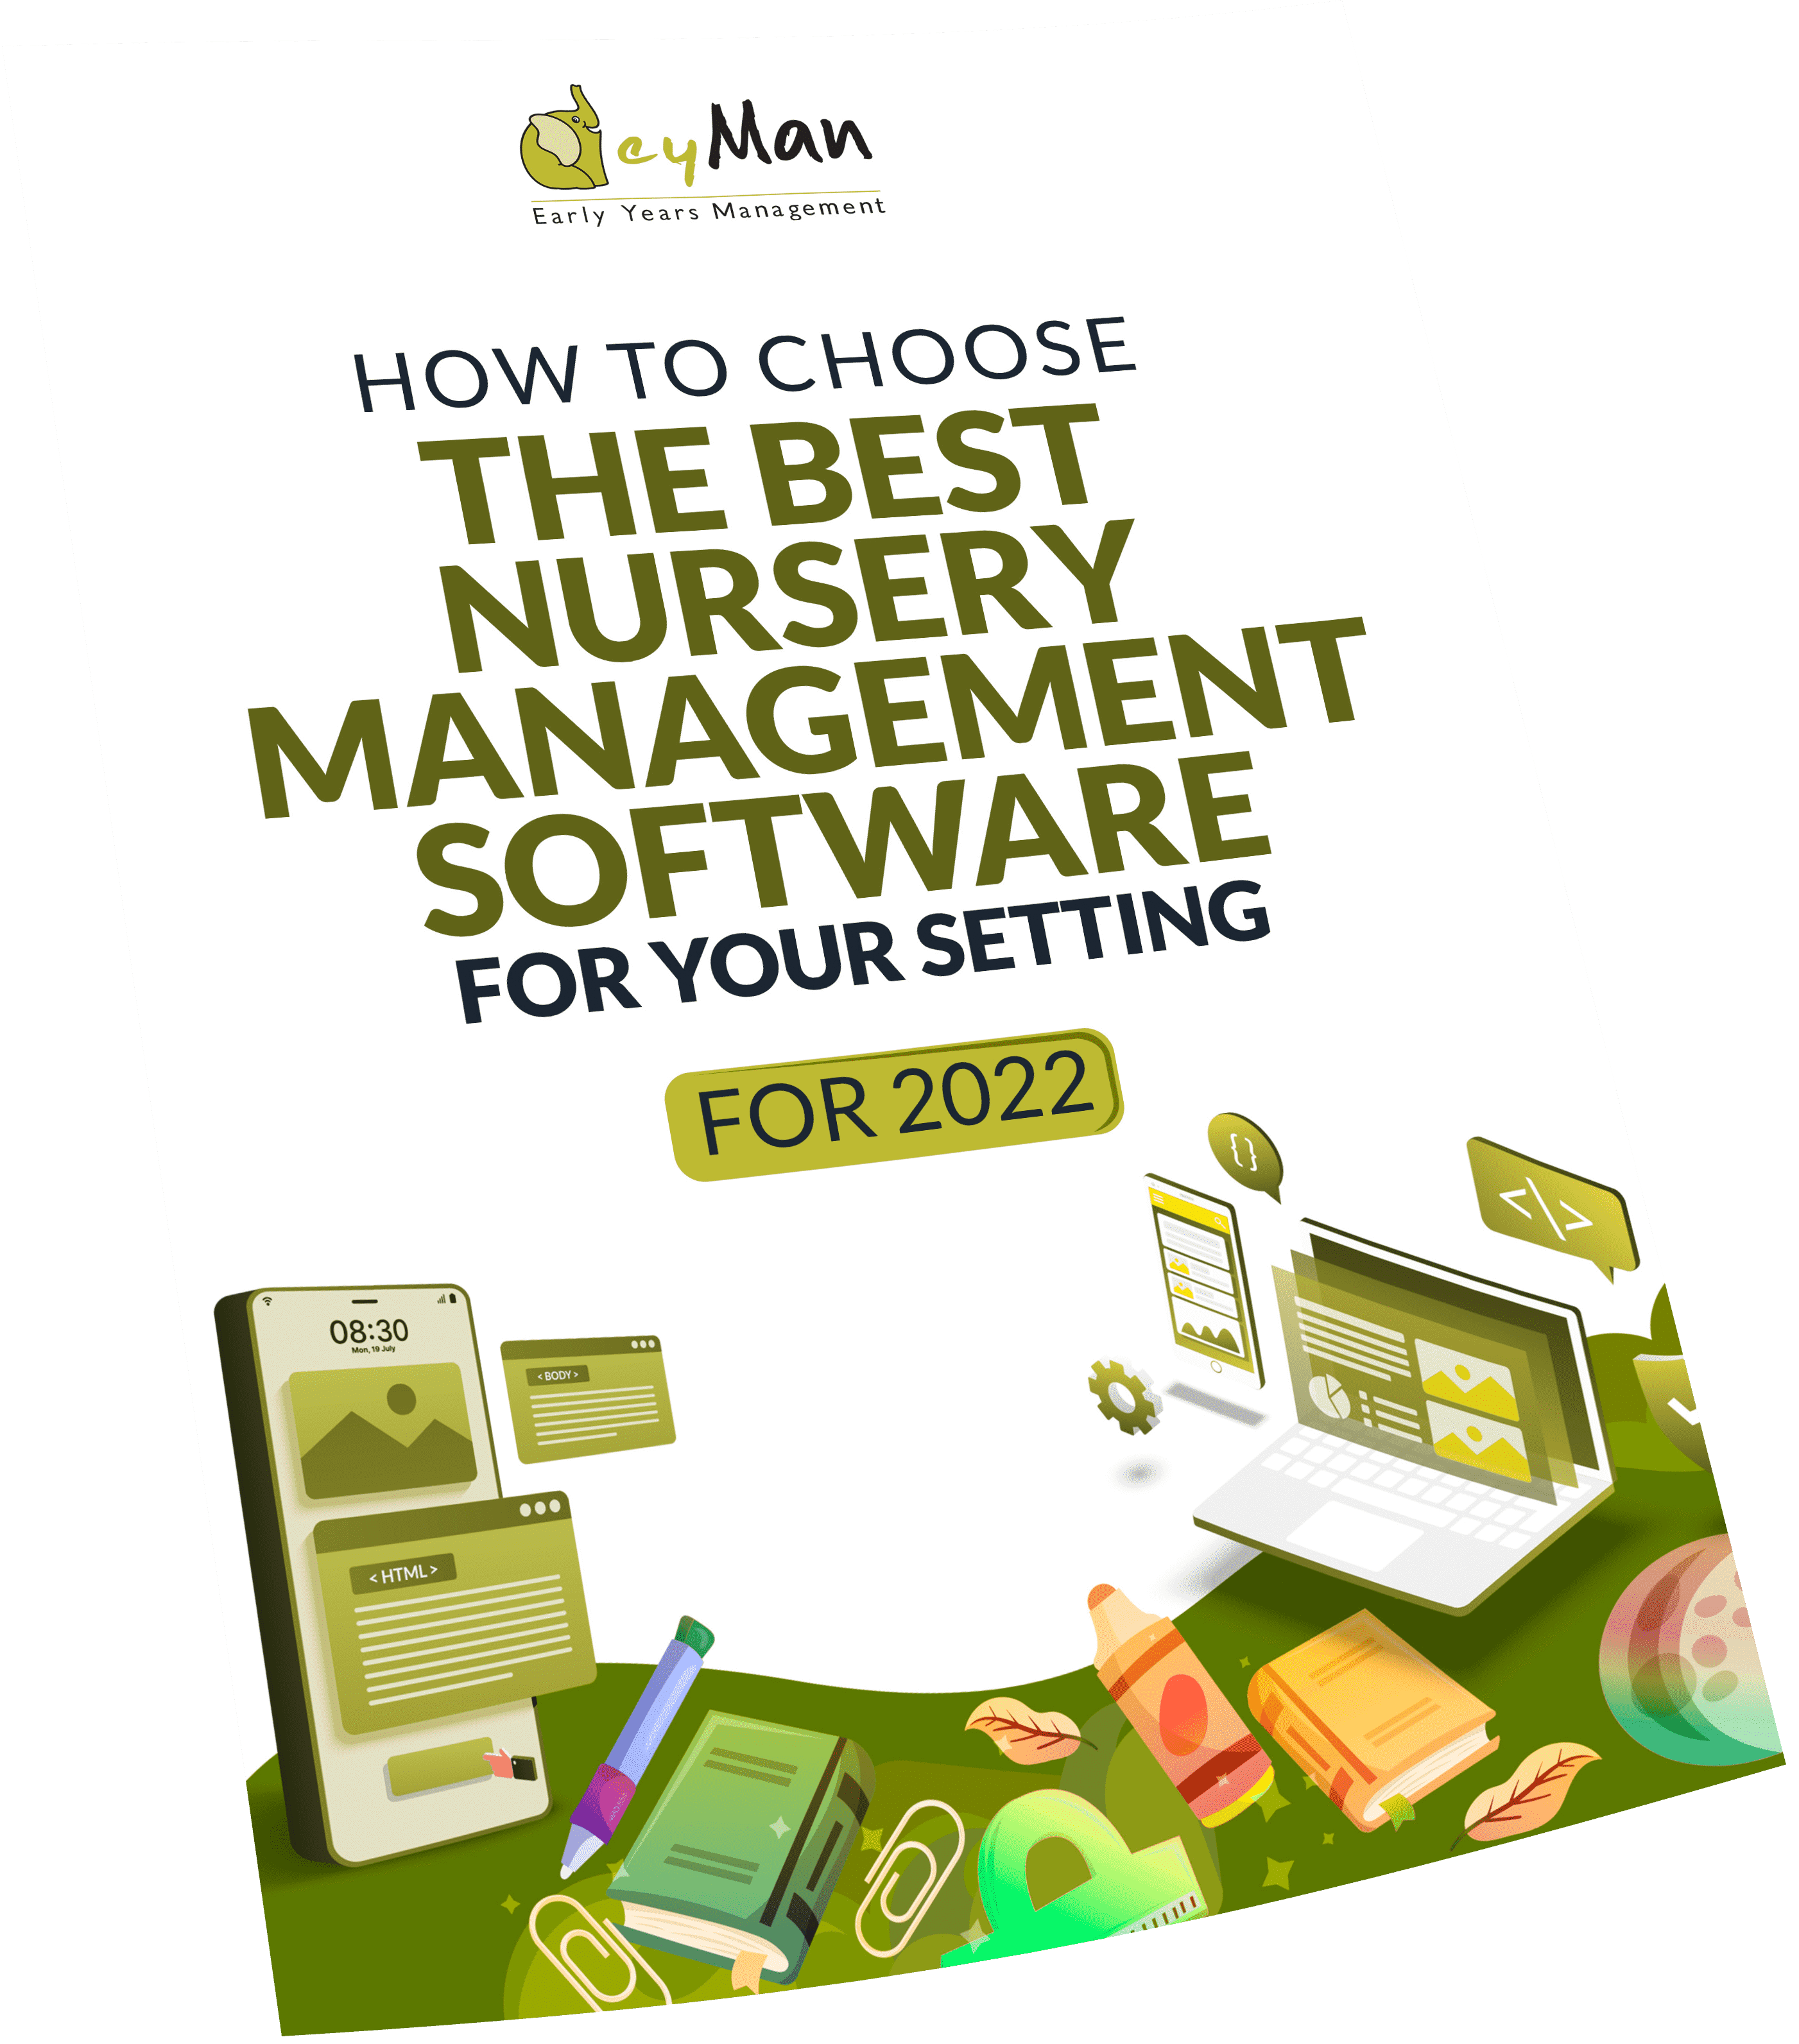 eyMan
Early Years Management
HOW TO CHOOSE
THE BEST
NURSERY
MANAGEMENT
SOFTWARE
FOR YOUR SETTING
FOR 2022
{}
</>
08:30
Mon, 19 July
<BODY>
<HTML>